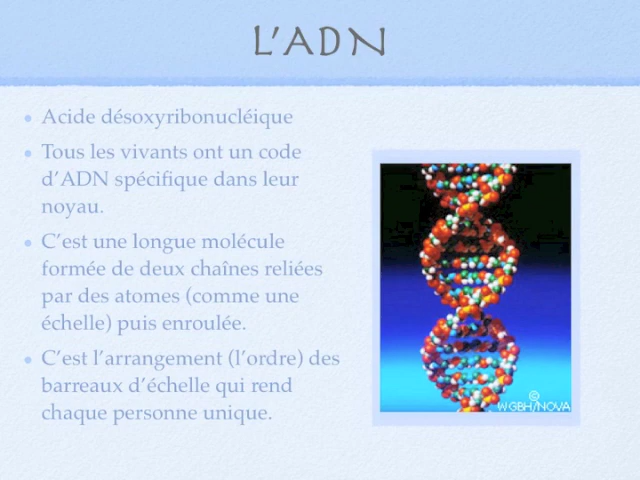 L'ADN
• Acide désoxyribonucléique
• Tous les vivants ont un code
d'ADN spécifique dans leur
noyau.
• C'est une longue molécule
formée de deux chaînes reliées
par des atomes (comme une
échelle) puis enroulée.
• C'est l'arrangement (l'ordre) des
barreaux d'échelle qui rend
chaque personne unique.
©
WGBH/NOVA